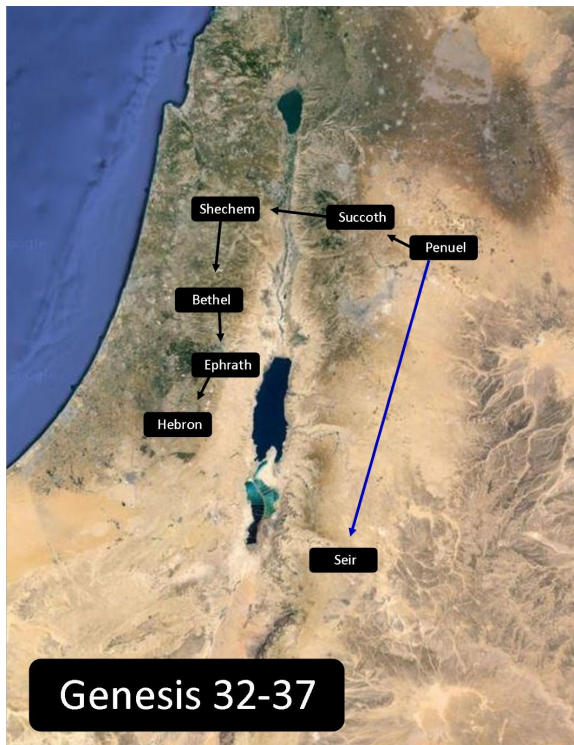 Shechem
Succoth
Penuel
Bethel
Ephrath
Hebron
Seir
Genesis 32-37